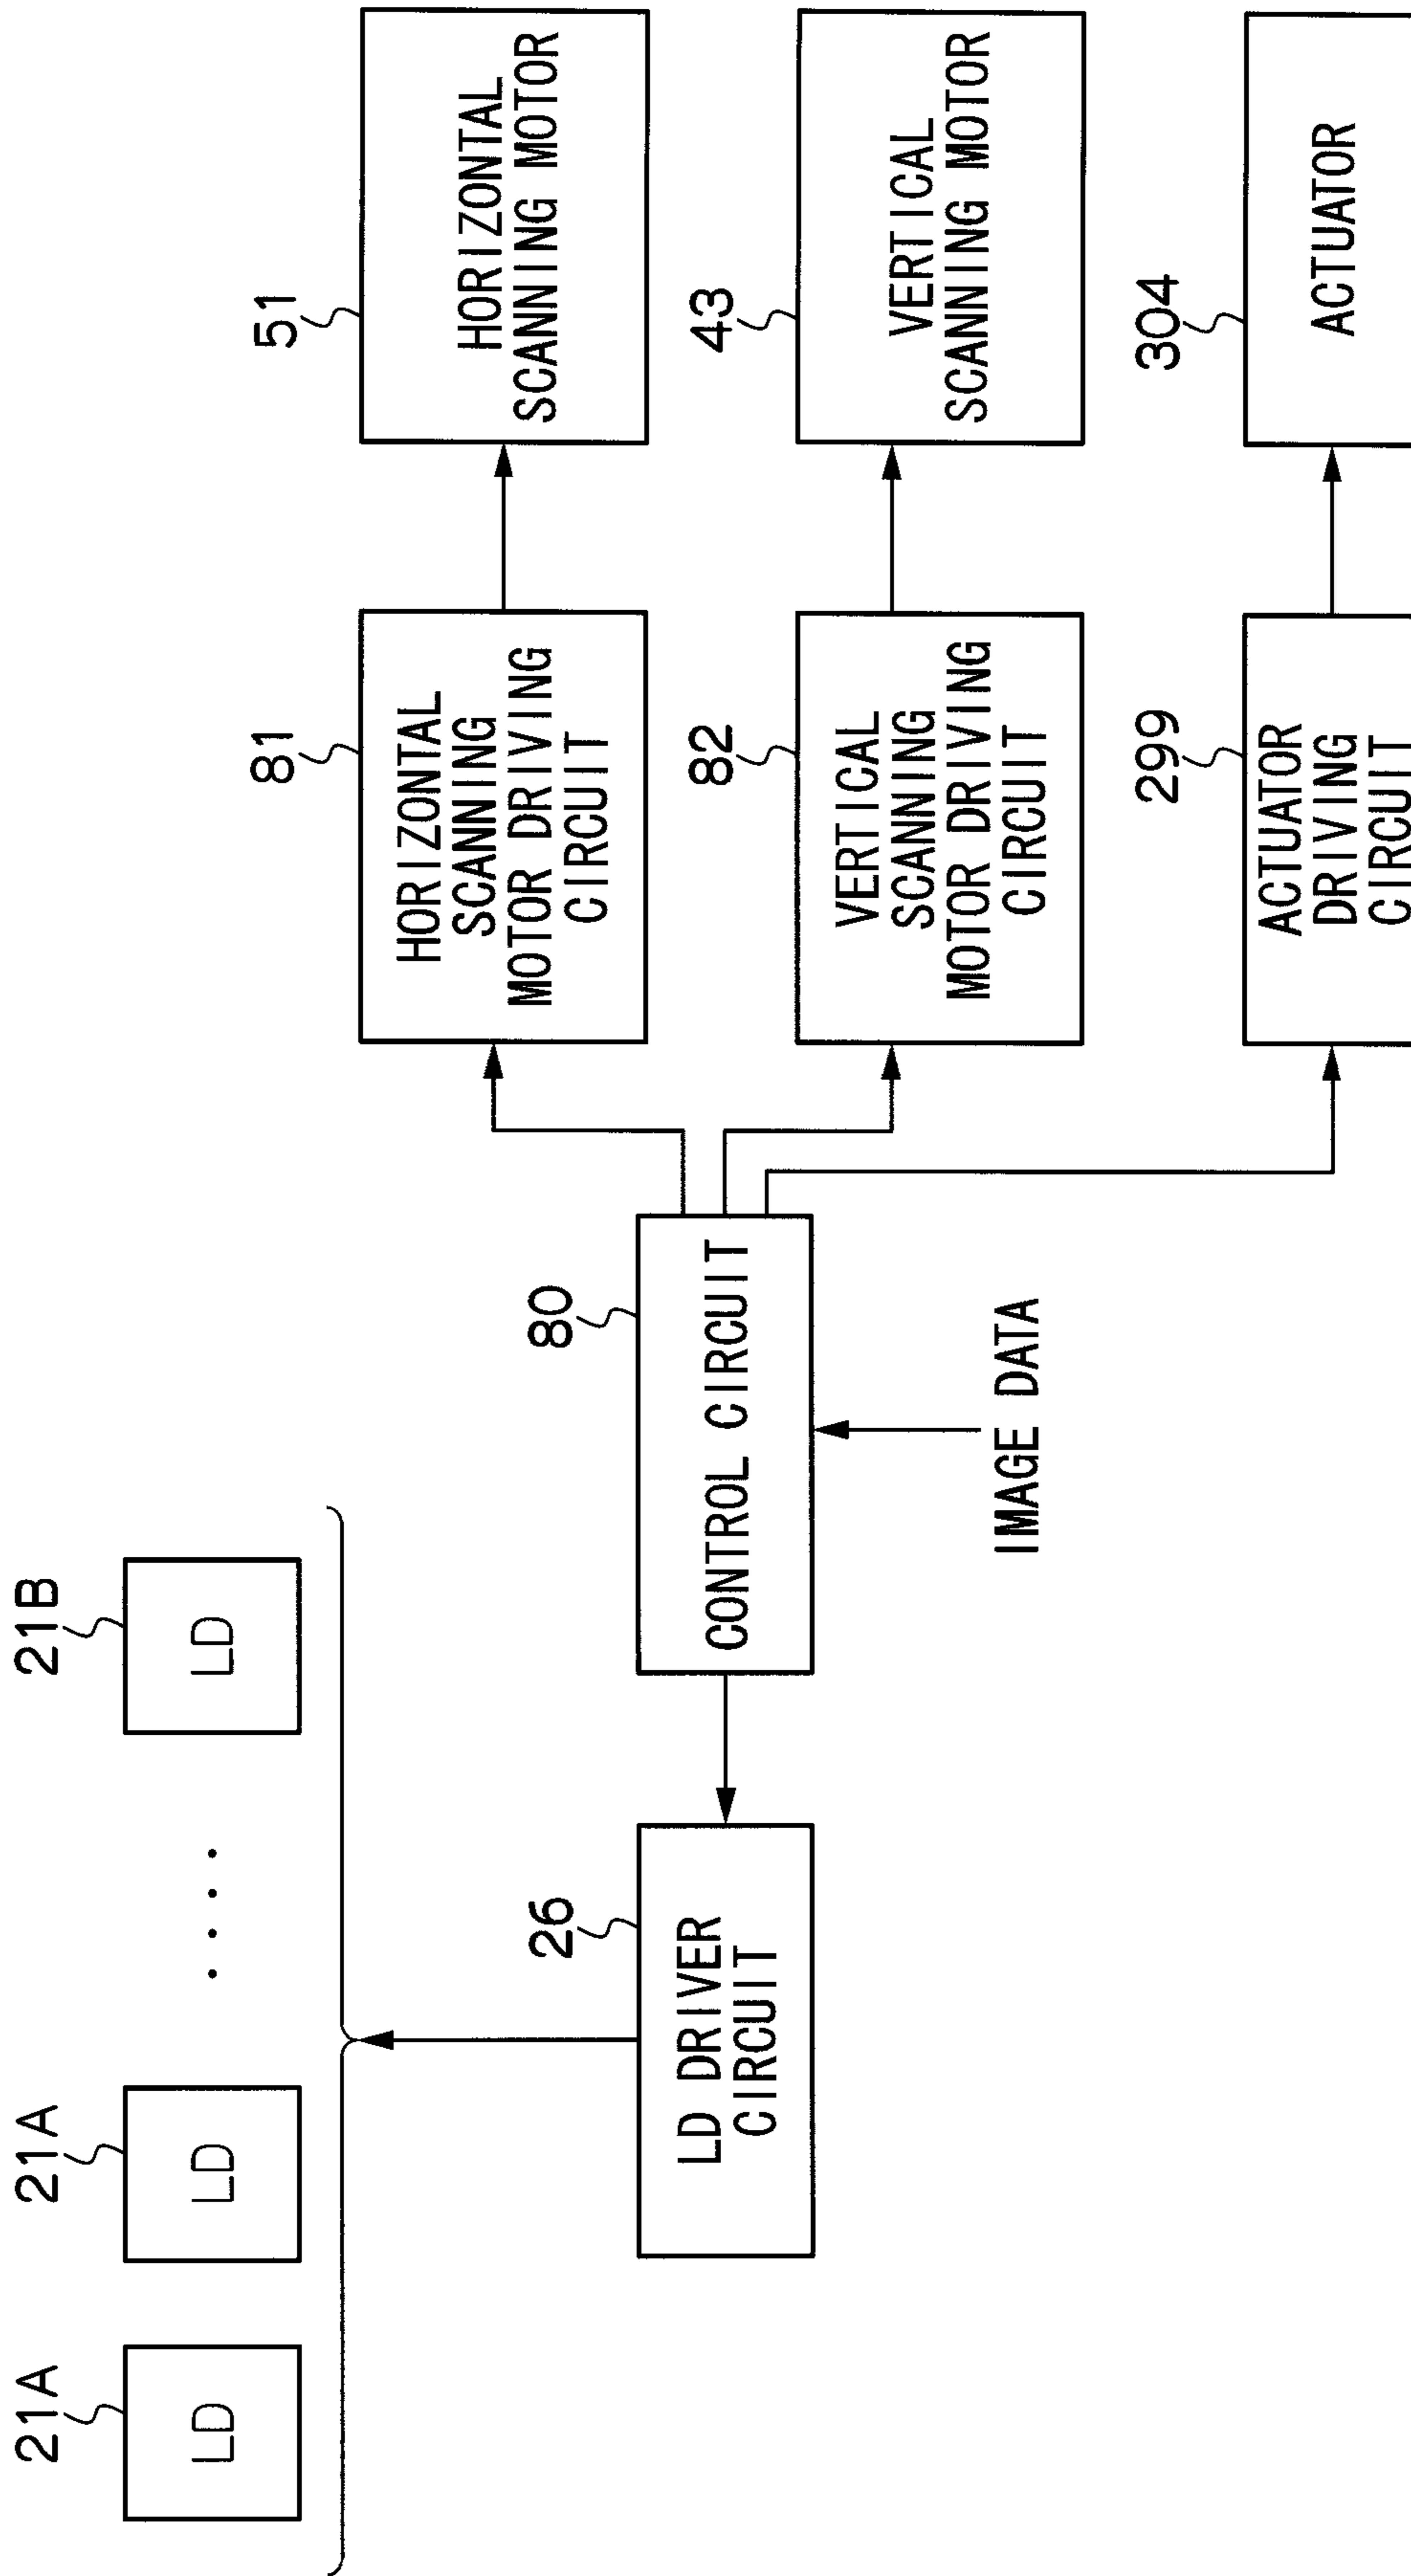 21A
LD
21A
LD
. . . .
21B
LD
26
LD DRIVER
CIRCUIT
80
CONTROL CIRCUIT
IMAGE DATA
81
HORIZONTAL
SCANNING
MOTOR DRIVING
CIRCUIT
51
HORIZONTAL
SCANNING MOTOR
82
VERTICAL
SCANNING
MOTOR DRIVING
CIRCUIT
43
VERTICAL
SCANNING MOTOR
299
ACTUATOR
DRIVING
CIRCUIT
304
ACTUATOR